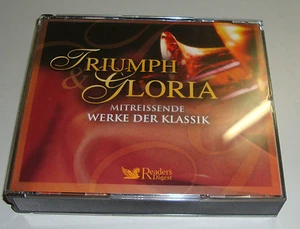 TRIUMPH
& GLORIA
MITREISSENDE
WERKE DER KLASSIK
Reader's
Digest